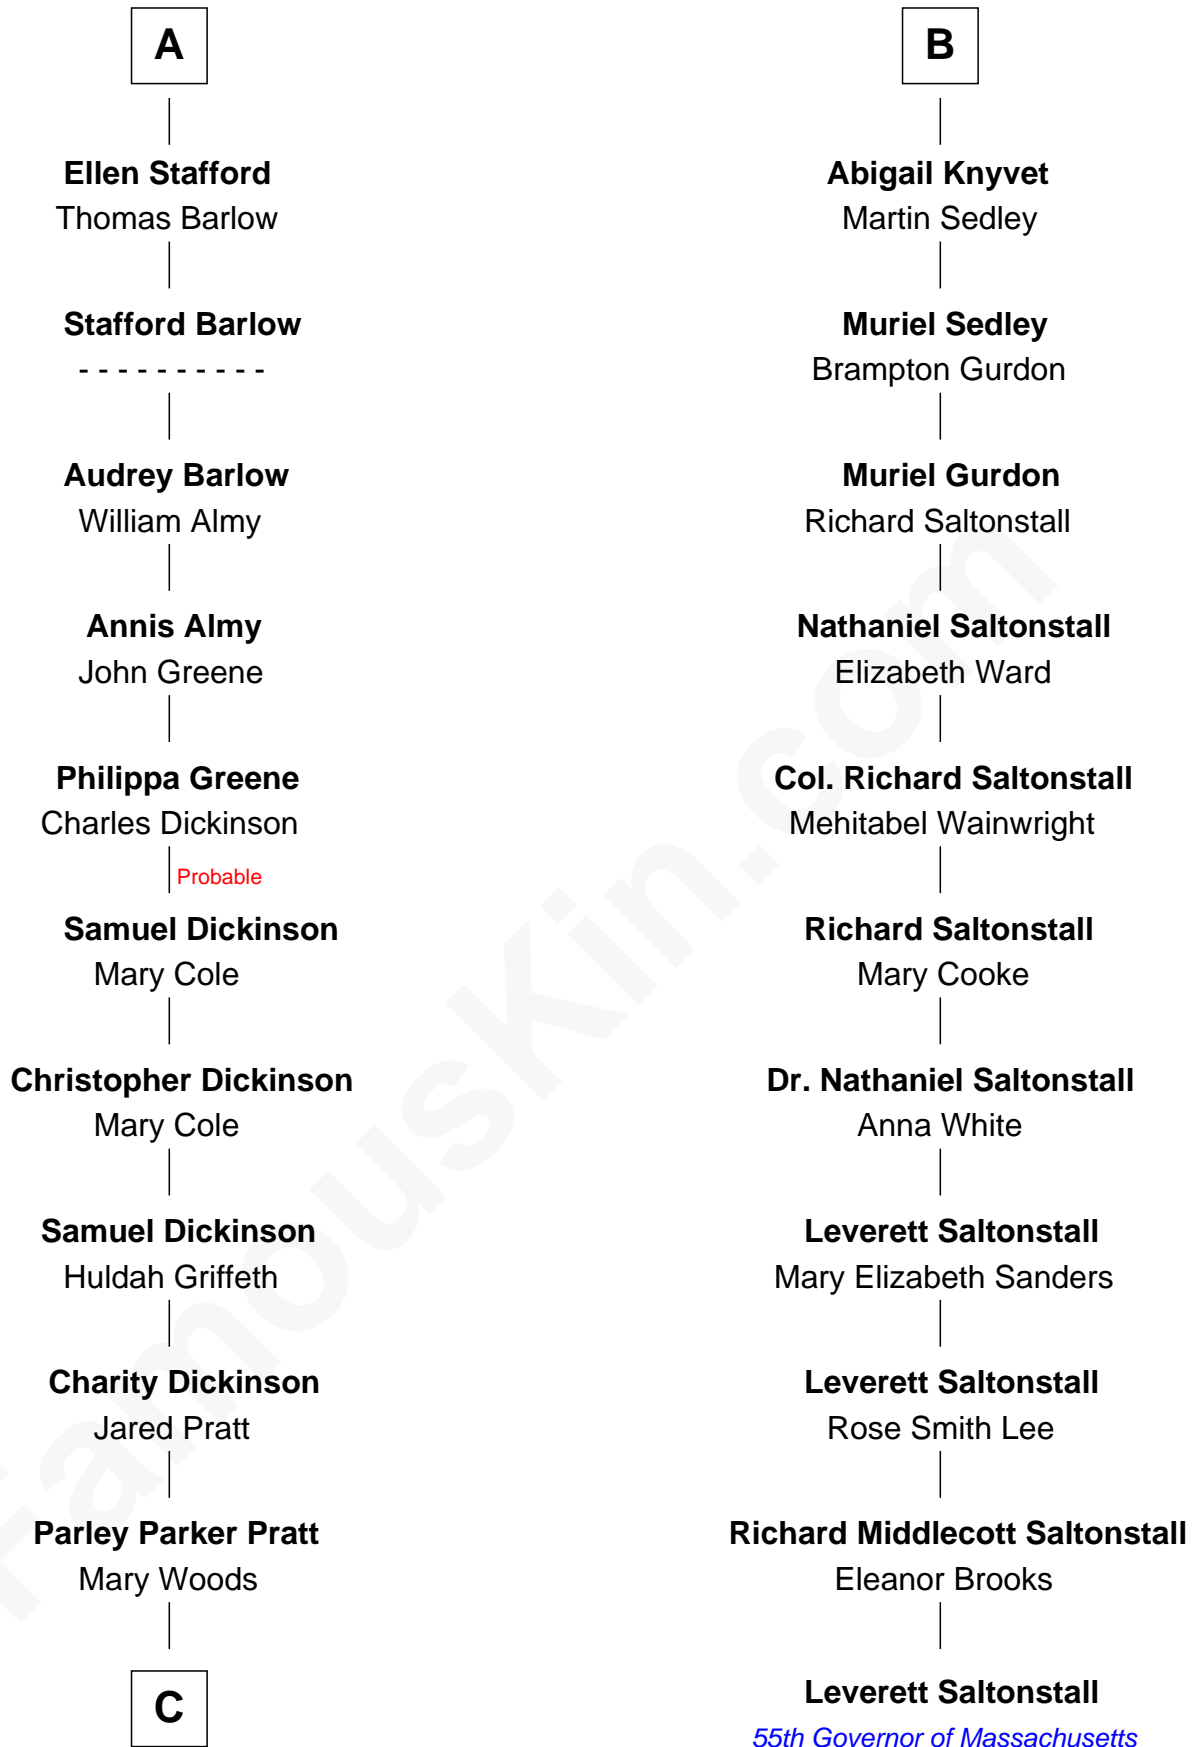 A
Ellen Stafford
Thomas Barlow
Stafford Barlow
- - - - - - - - - -
Audrey Barlow
William Almy
Annis Almy
John Greene
Philippa Greene
Charles Dickinson
Probable
Samuel Dickinson
Mary Cole
Christopher Dickinson
Mary Cole
Samuel Dickinson
Huldah Griffeth
Charity Dickinson
Jared Pratt
Parley Parker Pratt
Mary Woods
C
B
Abigail Knyvet
Martin Sedley
Muriel Sedley
Brampton Gurdon
Muriel Gurdon
Richard Saltonstall
Nathaniel Saltonstall
Elizabeth Ward
Col. Richard Saltonstall
Mehitabel Wainwright
Richard Saltonstall
Mary Cooke
Dr. Nathaniel Saltonstall
Anna White
Leverett Saltonstall
Mary Elizabeth Sanders
Leverett Saltonstall
Rose Smith Lee
Richard Middlecott Saltonstall
Eleanor Brooks
Leverett Saltonstall
55th Governor of Massachusetts
FamousKin.com